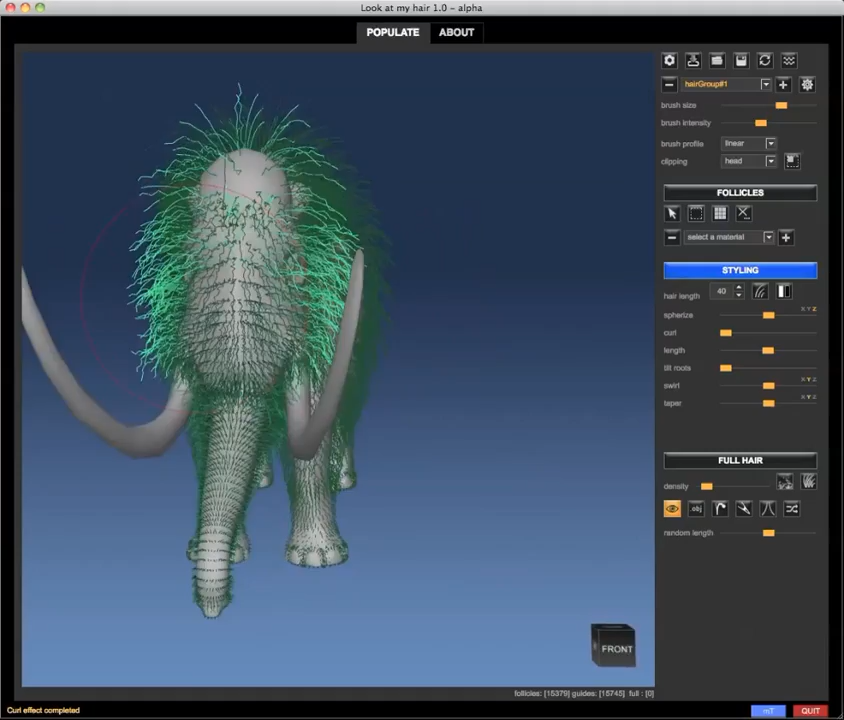 Look at my hair 1.0 - alpha
POPULATE ABOUT
hairGroup#1
brush size
brush intensity
brush profile linear
clipping head
FOLLICLES
select a material
STYLING
hair length 40
spherize X Y Z
curl
length
tilt roots
swirl X Y Z
taper X Y Z
FULL HAIR
density
.obj
random length
FRONT
follicles: [15379] guides: [15745] full : [0]
Curl effect completed
mT QUIT